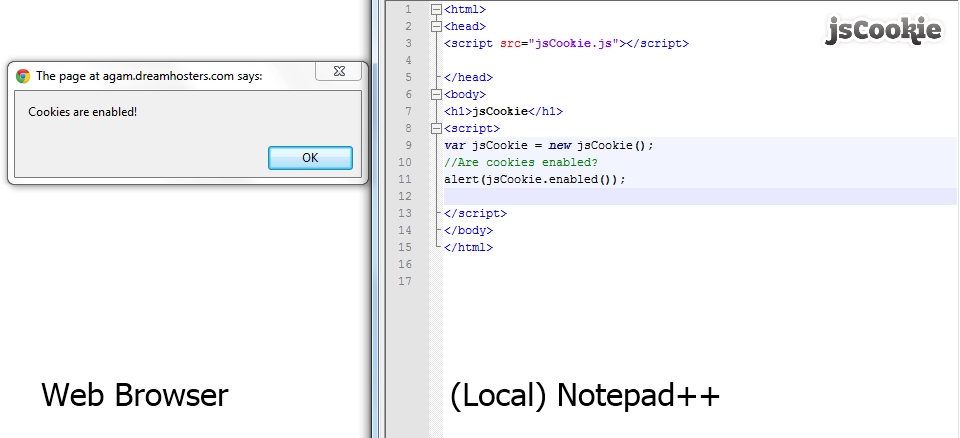 The page at agam.dreamhosters.com says:
Cookies are enabled!
OK
Web Browser
jsCookie
1 <html>
2 <head>
3 <script src="jsCookie.js"></script>
4
5 </head>
6 <body>
7 <h1>jsCookie</h1>
8 <script>
9 var jsCookie = new jsCookie();
10 //Are cookies enabled?
11 alert(jsCookie.enabled());
12
13 </script>
14 </body>
15 </html>
16
17
(Local) Notepad++